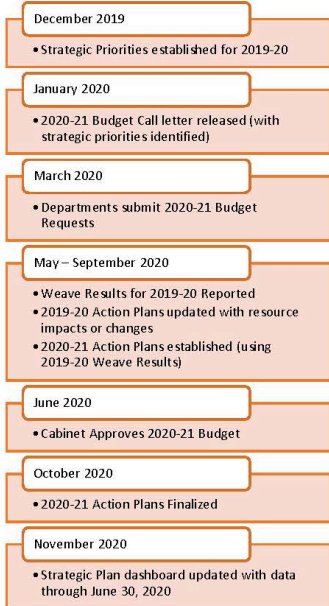 December 2019
• Strategic Priorities established for 2019-20
January 2020
• 2020-21 Budget Call letter released (with
strategic priorities identified)
March 2020
• Departments submit 2020-21 Budget
Requests
May – September 2020
• Weave Results for 2019-20 Reported
• 2019-20 Action Plans updated with resource
impacts or changes
• 2020-21 Action Plans established (using
2019-20 Weave Results)
June 2020
• Cabinet Approves 2020-21 Budget
October 2020
• 2020-21 Action Plans Finalized
November 2020
• Strategic Plan dashboard updated with data
through June 30, 2020